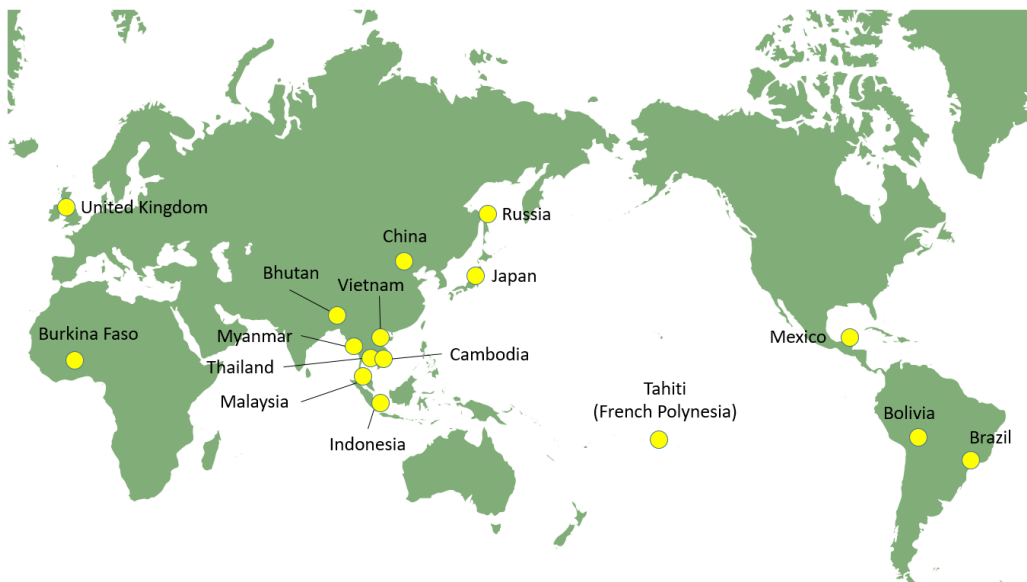 United Kingdom
Russia
China
Bhutan
Vietnam
Japan
Burkina Faso
Myanmar
Mexico
Thailand
Cambodia
Malaysia
Tahiti
(French Polynesia)
Bolivia
Brazil
Indonesia